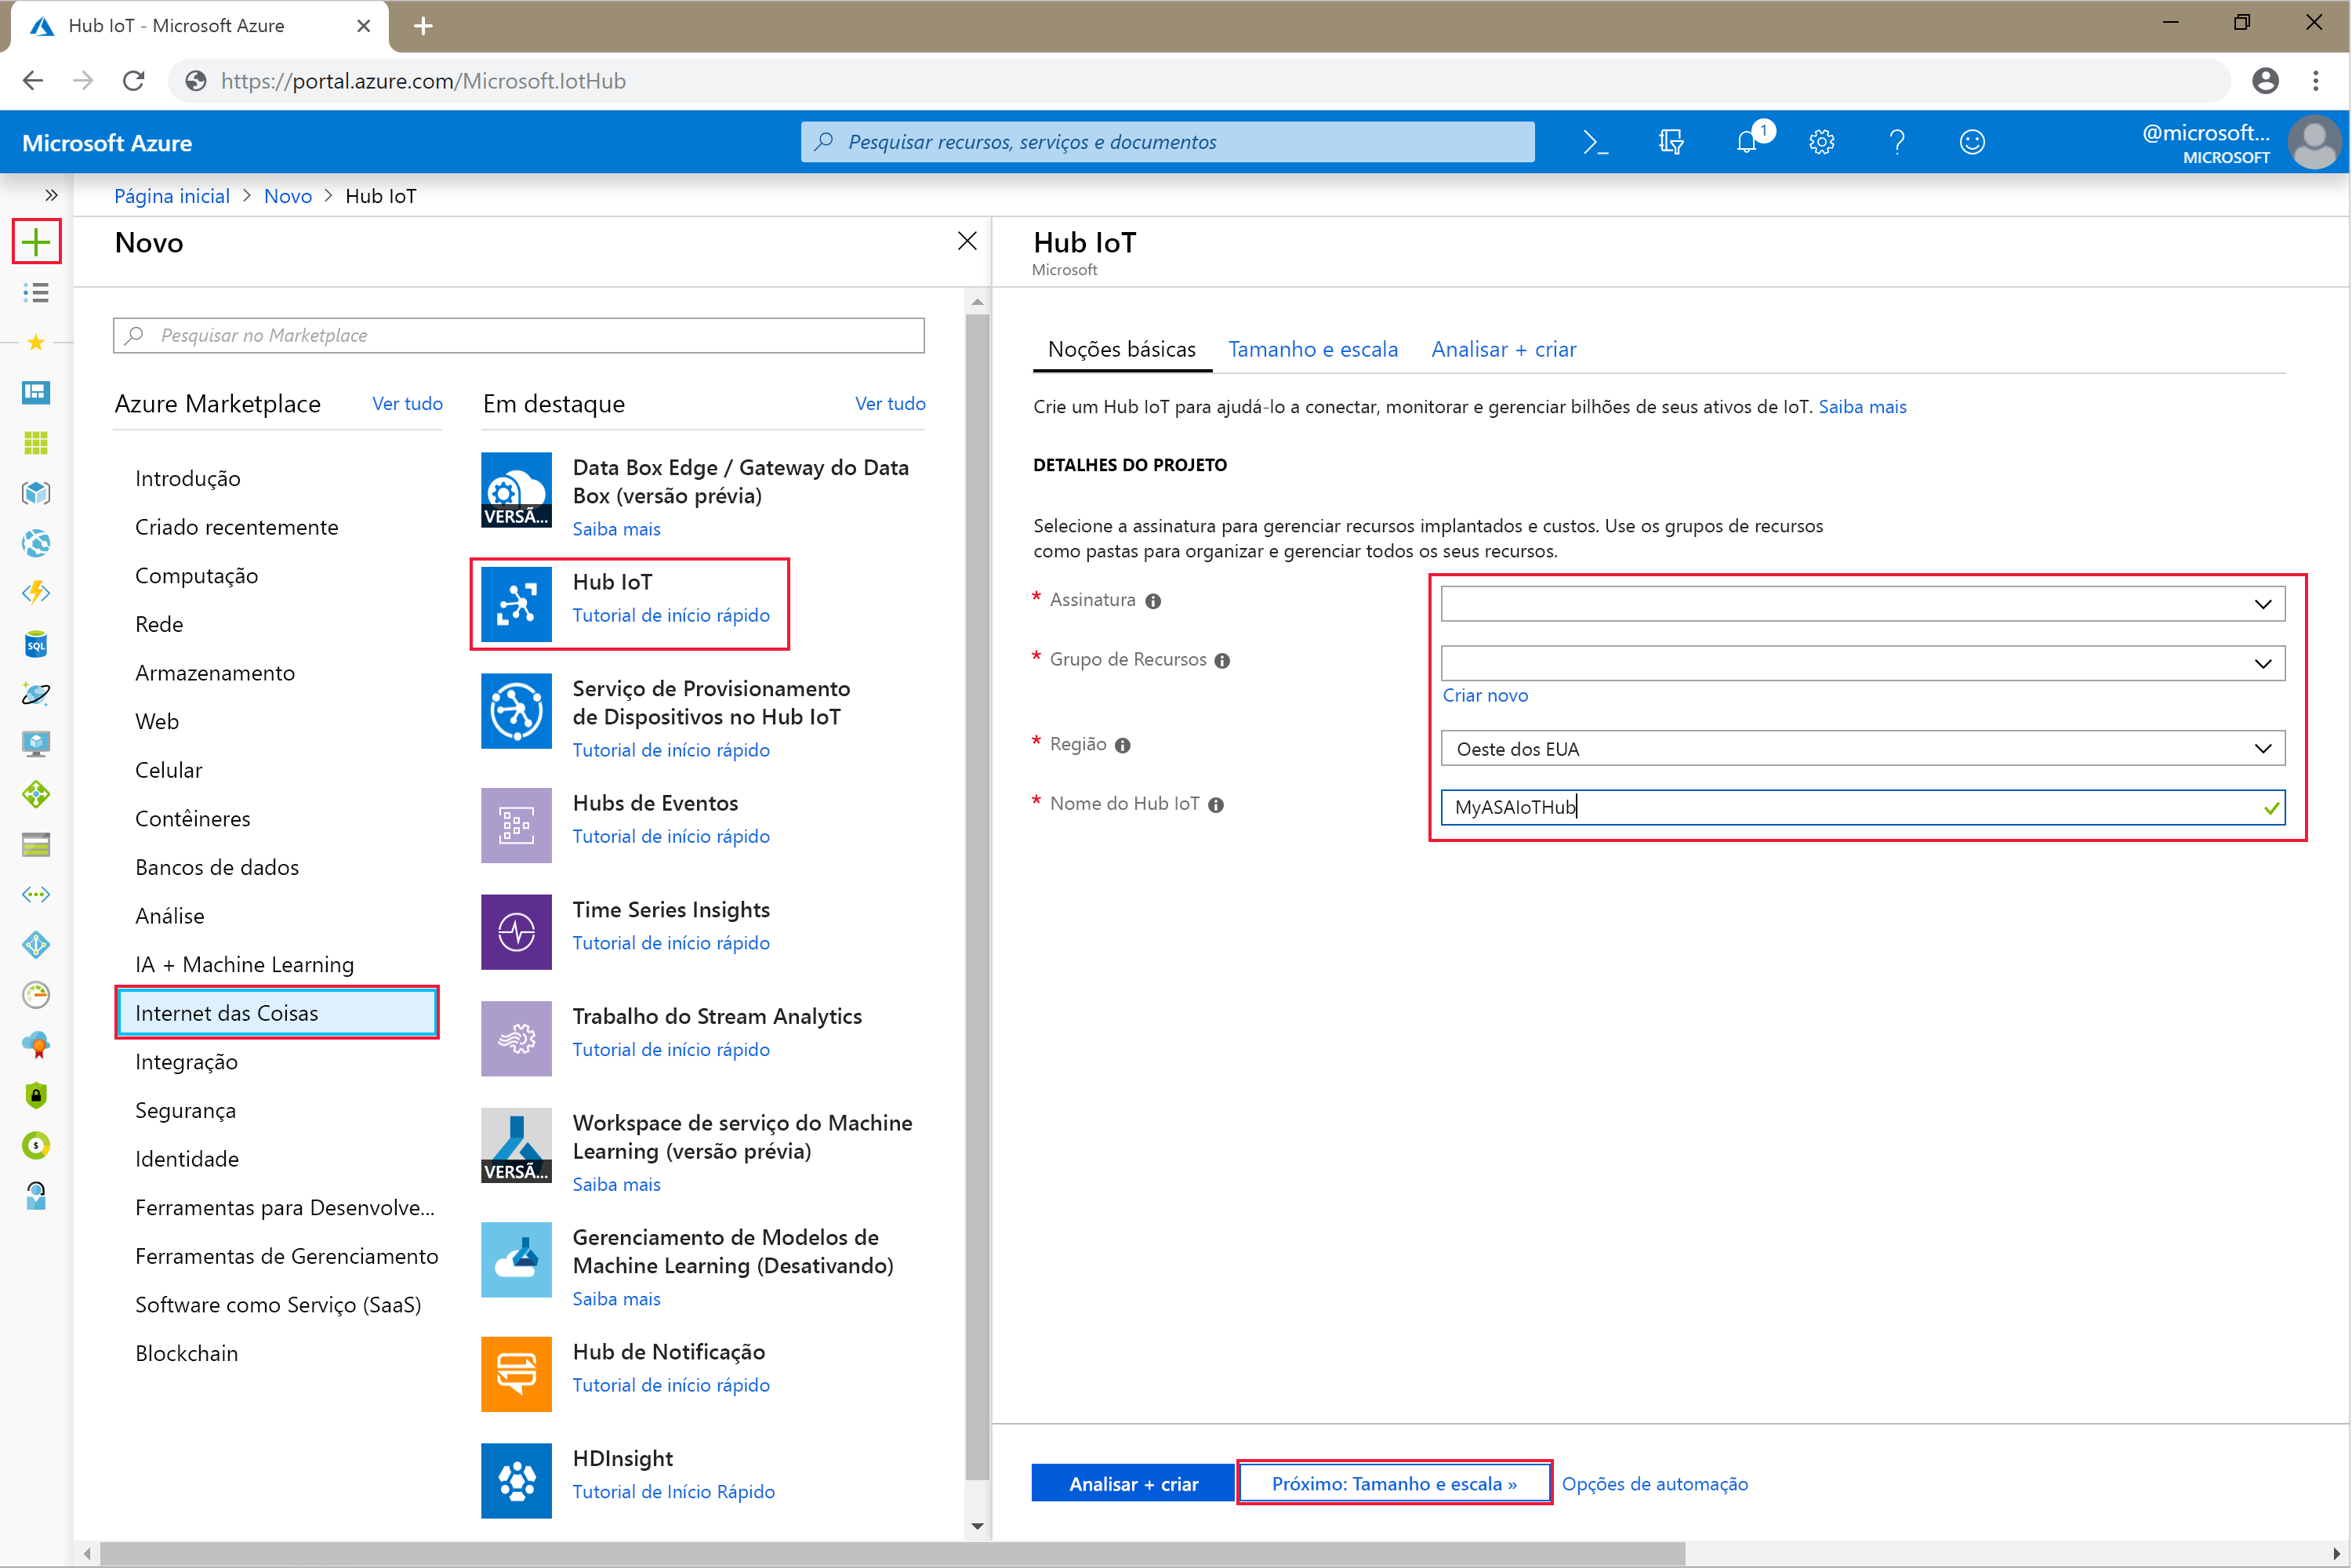 Hub IoT - Microsoft Azure
https://portal.azure.com/Microsoft.IotHub
Microsoft Azure
Pesquisar recursos, serviços e documentos
1
@microsoft...
MICROSOFT
Página inicial > Novo > Hub IoT
Novo
Pesquisar no Marketplace
Azure Marketplace
Ver tudo
Introdução
Criado recentemente
Computação
Rede
Armazenamento
Web
Celular
Contêineres
Bancos de dados
Análise
IA + Machine Learning
Internet das Coisas
Integração
Segurança
Identidade
Ferramentas para Desenvolve...
Ferramentas de Gerenciamento
Software como Serviço (SaaS)
Blockchain
SQL
Em destaque
Ver tudo
VERSÃ...
Data Box Edge / Gateway do Data
Box (versão prévia)
Saiba mais
Hub IoT
Tutorial de início rápido
Serviço de Provisionamento
de Dispositivos no Hub IoT
Tutorial de início rápido
Hubs de Eventos
Tutorial de início rápido
Time Series Insights
Tutorial de início rápido
Trabalho do Stream Analytics
Tutorial de início rápido
VERSÃ...
Workspace de serviço do Machine
Learning (versão prévia)
Saiba mais
Gerenciamento de Modelos de
Machine Learning (Desativando)
Saiba mais
Hub de Notificação
Tutorial de início rápido
HDInsight
Tutorial de Início Rápido
Hub IoT
Microsoft
Noções básicas
Tamanho e escala
Analisar + criar
Crie um Hub IoT para ajudá-lo a conectar, monitorar e gerenciar bilhões de seus ativos de IoT. Saiba mais
DETALHES DO PROJETO
Selecione a assinatura para gerenciar recursos implantados e custos. Use os grupos de recursos
como pastas para organizar e gerenciar todos os seus recursos.
* Assinatura
* Grupo de Recursos
Criar novo
* Região
Oeste dos EUA
* Nome do Hub IoT
MyASAIoTHub
Analisar + criar
Próximo: Tamanho e escala »
Opções de automação